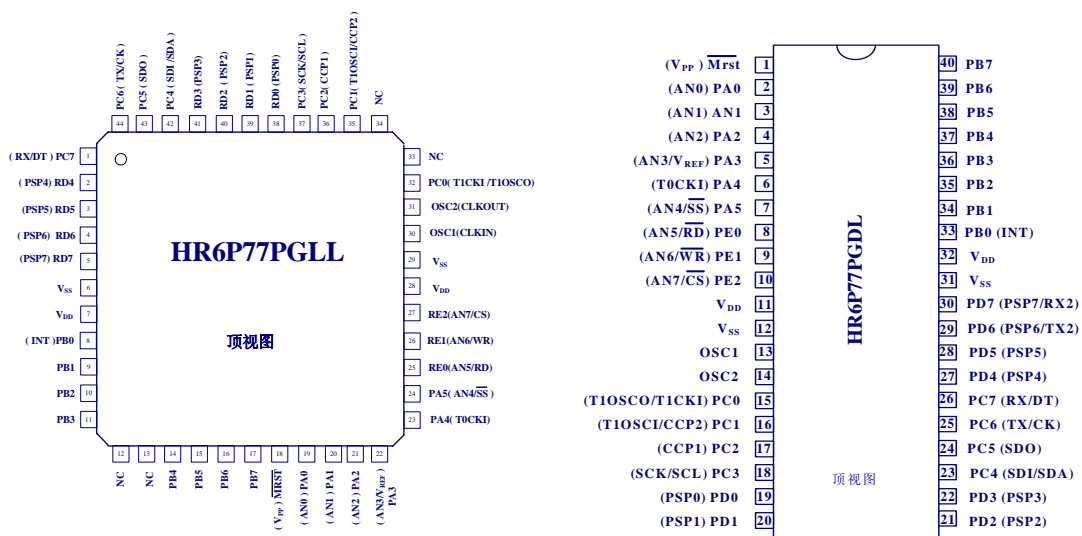 PC6 ( TX/CK)
PC5 ( SDO)
PC4 ( SDI /SDA)
RD3 (PSP3)
RD2 ( PSP2)
RD1 ( PSP1)
RD0 (PSP0)
PC3( SCK/SCL)
PC2( CCP1)
PC1( T1OSCI/CCP2)
NC
44 43 42 41 40 39 38 37 36 35 34
( RX/DT ) PC7 1
( PSP4) RD4 2
(PSP5) RD5 3
( PSP6) RD6 4
(PSP7) RD7 5
VSS 6
VDD 7
( INT )PB0 8
PB1 9
PB2 10
PB3 11
HR6P77PGLL
顶视图
33 NC
32 PC0( T1CKI /T1OSCO)
31 OSC2(CLKOUT)
30 OSC1(CLKIN)
29 VSS
28 VDD
27 RE2(AN7/CS)
26 RE1(AN6/WR)
25 RE0(AN5/RD)
24 PA5( AN4/SS )
23 PA4( T0CKI)
12 13 14 15 16 17 18 19 20 21 22
NC
NC
PB4
PB5
PB6
PB7
( VPP ) MRST
( AN0 ) PA0
( AN1 ) PA1
( AN2 ) PA2
( AN3/VREF )
PA3
(VPP ) Mrst 1
(AN0) PA0 2
(AN1) AN1 3
(AN2) PA2 4
(AN3/VREF) PA3 5
(T0CKI) PA4 6
(AN4/SS) PA5 7
(AN5/RD) PE0 8
(AN6/WR) PE1 9
(AN7/CS) PE2 10
VDD 11
VSS 12
OSC1 13
OSC2 14
(T1OSCO/T1CKI) PC0 15
(T1OSCI/CCP2) PC1 16
(CCP1) PC2 17
(SCK/SCL) PC3 18
(PSP0) PD0 19
(PSP1) PD1 20
HR6P77PGDL
顶视图
40 PB7
39 PB6
38 PB5
37 PB4
36 PB3
35 PB2
34 PB1
33 PB0 (INT)
32 VDD
31 VSS
30 PD7 (PSP7/RX2)
29 PD6 (PSP6/TX2)
28 PD5 (PSP5)
27 PD4 (PSP4)
26 PC7 (RX/DT)
25 PC6 (TX/CK)
24 PC5 (SDO)
23 PC4 (SDI/SDA)
22 PD3 (PSP3)
21 PD2 (PSP2)